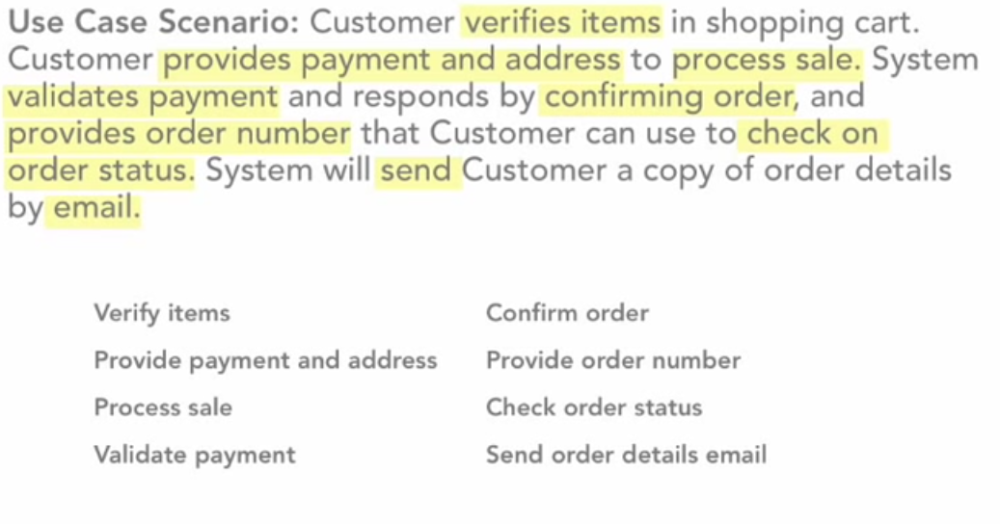 Use Case Scenario: Customer verifies items in shopping cart.
Customer provides payment and address to process sale. System
validates payment and responds by confirming order, and
provides order number that Customer can use to check on
order status. System will send Customer a copy of order details
by email.
Verify items
Provide payment and address
Process sale
Validate payment
Confirm order
Provide order number
Check order status
Send order details email